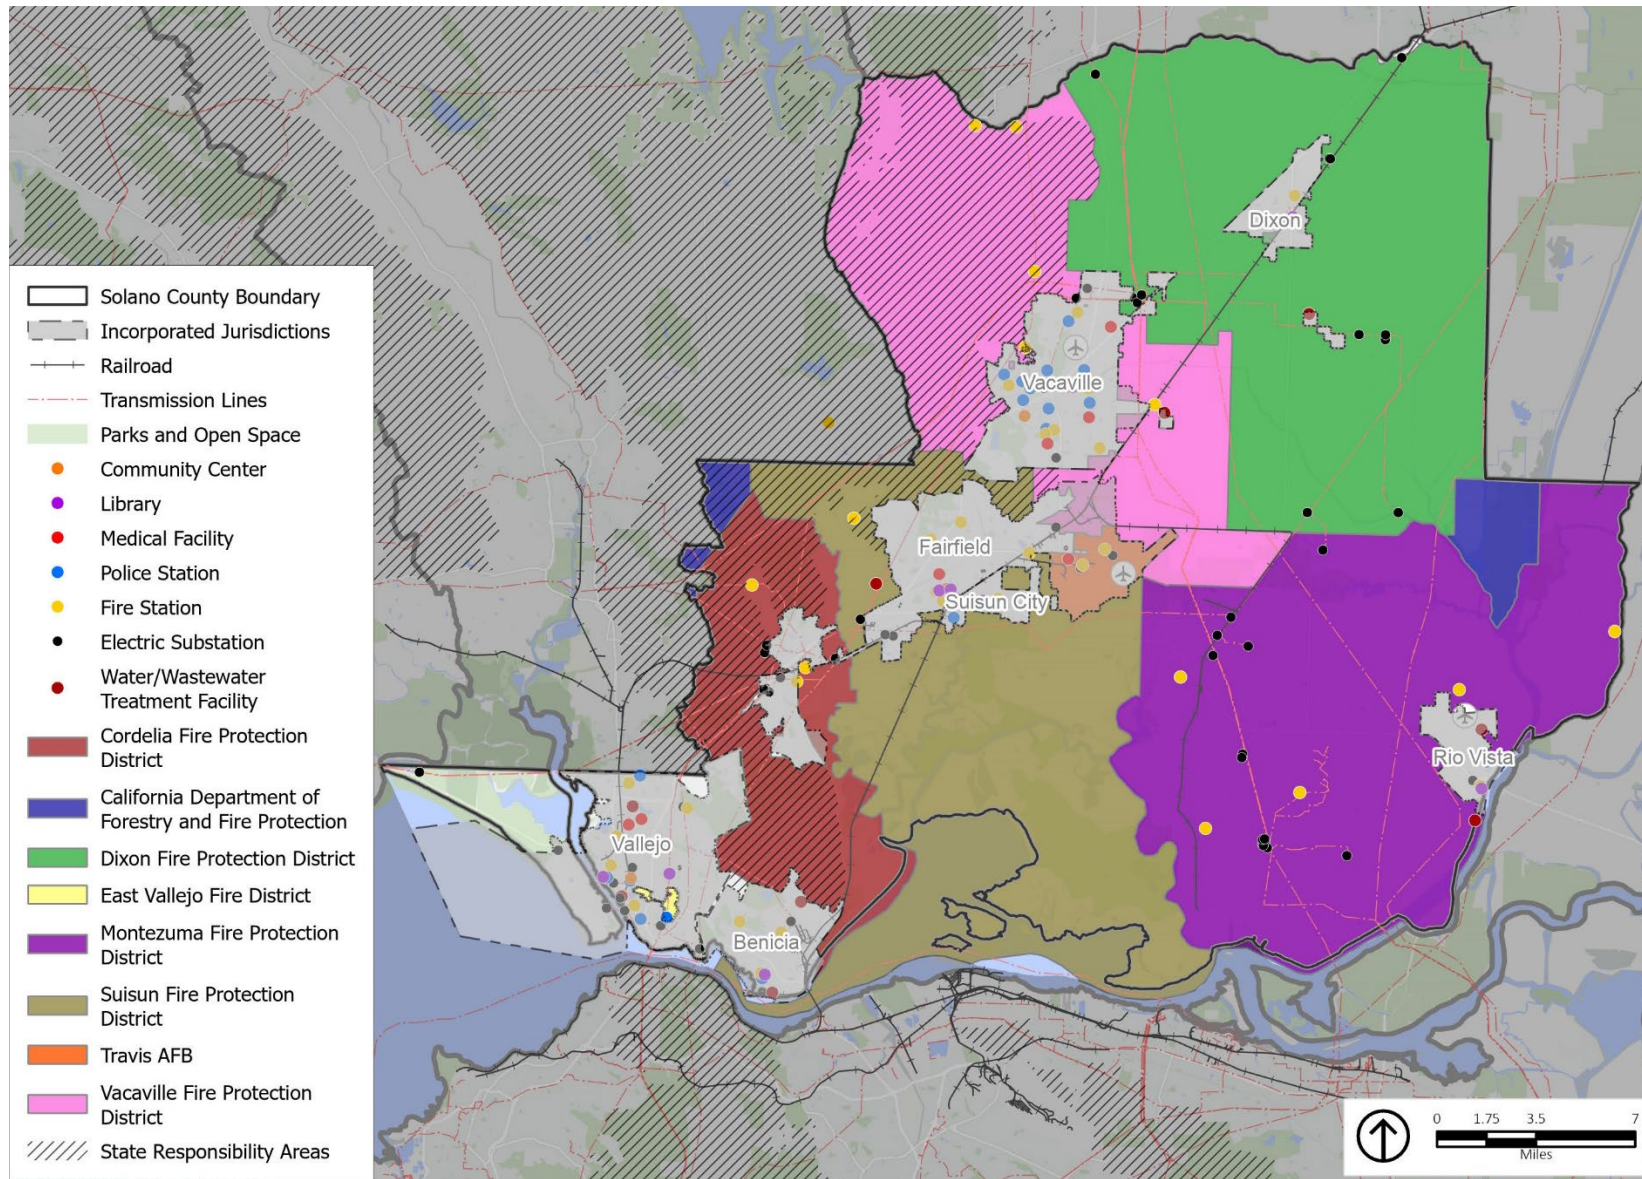 Dixon
Vacaville
Fairfield
Suisun City
Rio Vista
Vallejo
Benicia
Solano County Boundary
Incorporated Jurisdictions
Railroad
Transmission Lines
Parks and Open Space
Community Center
Library
Medical Facility
Police Station
Fire Station
Electric Substation
Water/Wastewater
Treatment Facility
Cordelia Fire Protection
District
California Department of
Forestry and Fire Protection
Dixon Fire Protection District
East Vallejo Fire District
Montezuma Fire Protection
District
Suisun Fire Protection
District
Travis AFB
Vacaville Fire Protection
District
State Responsibility Areas
0 1.75 3.5 7
Miles